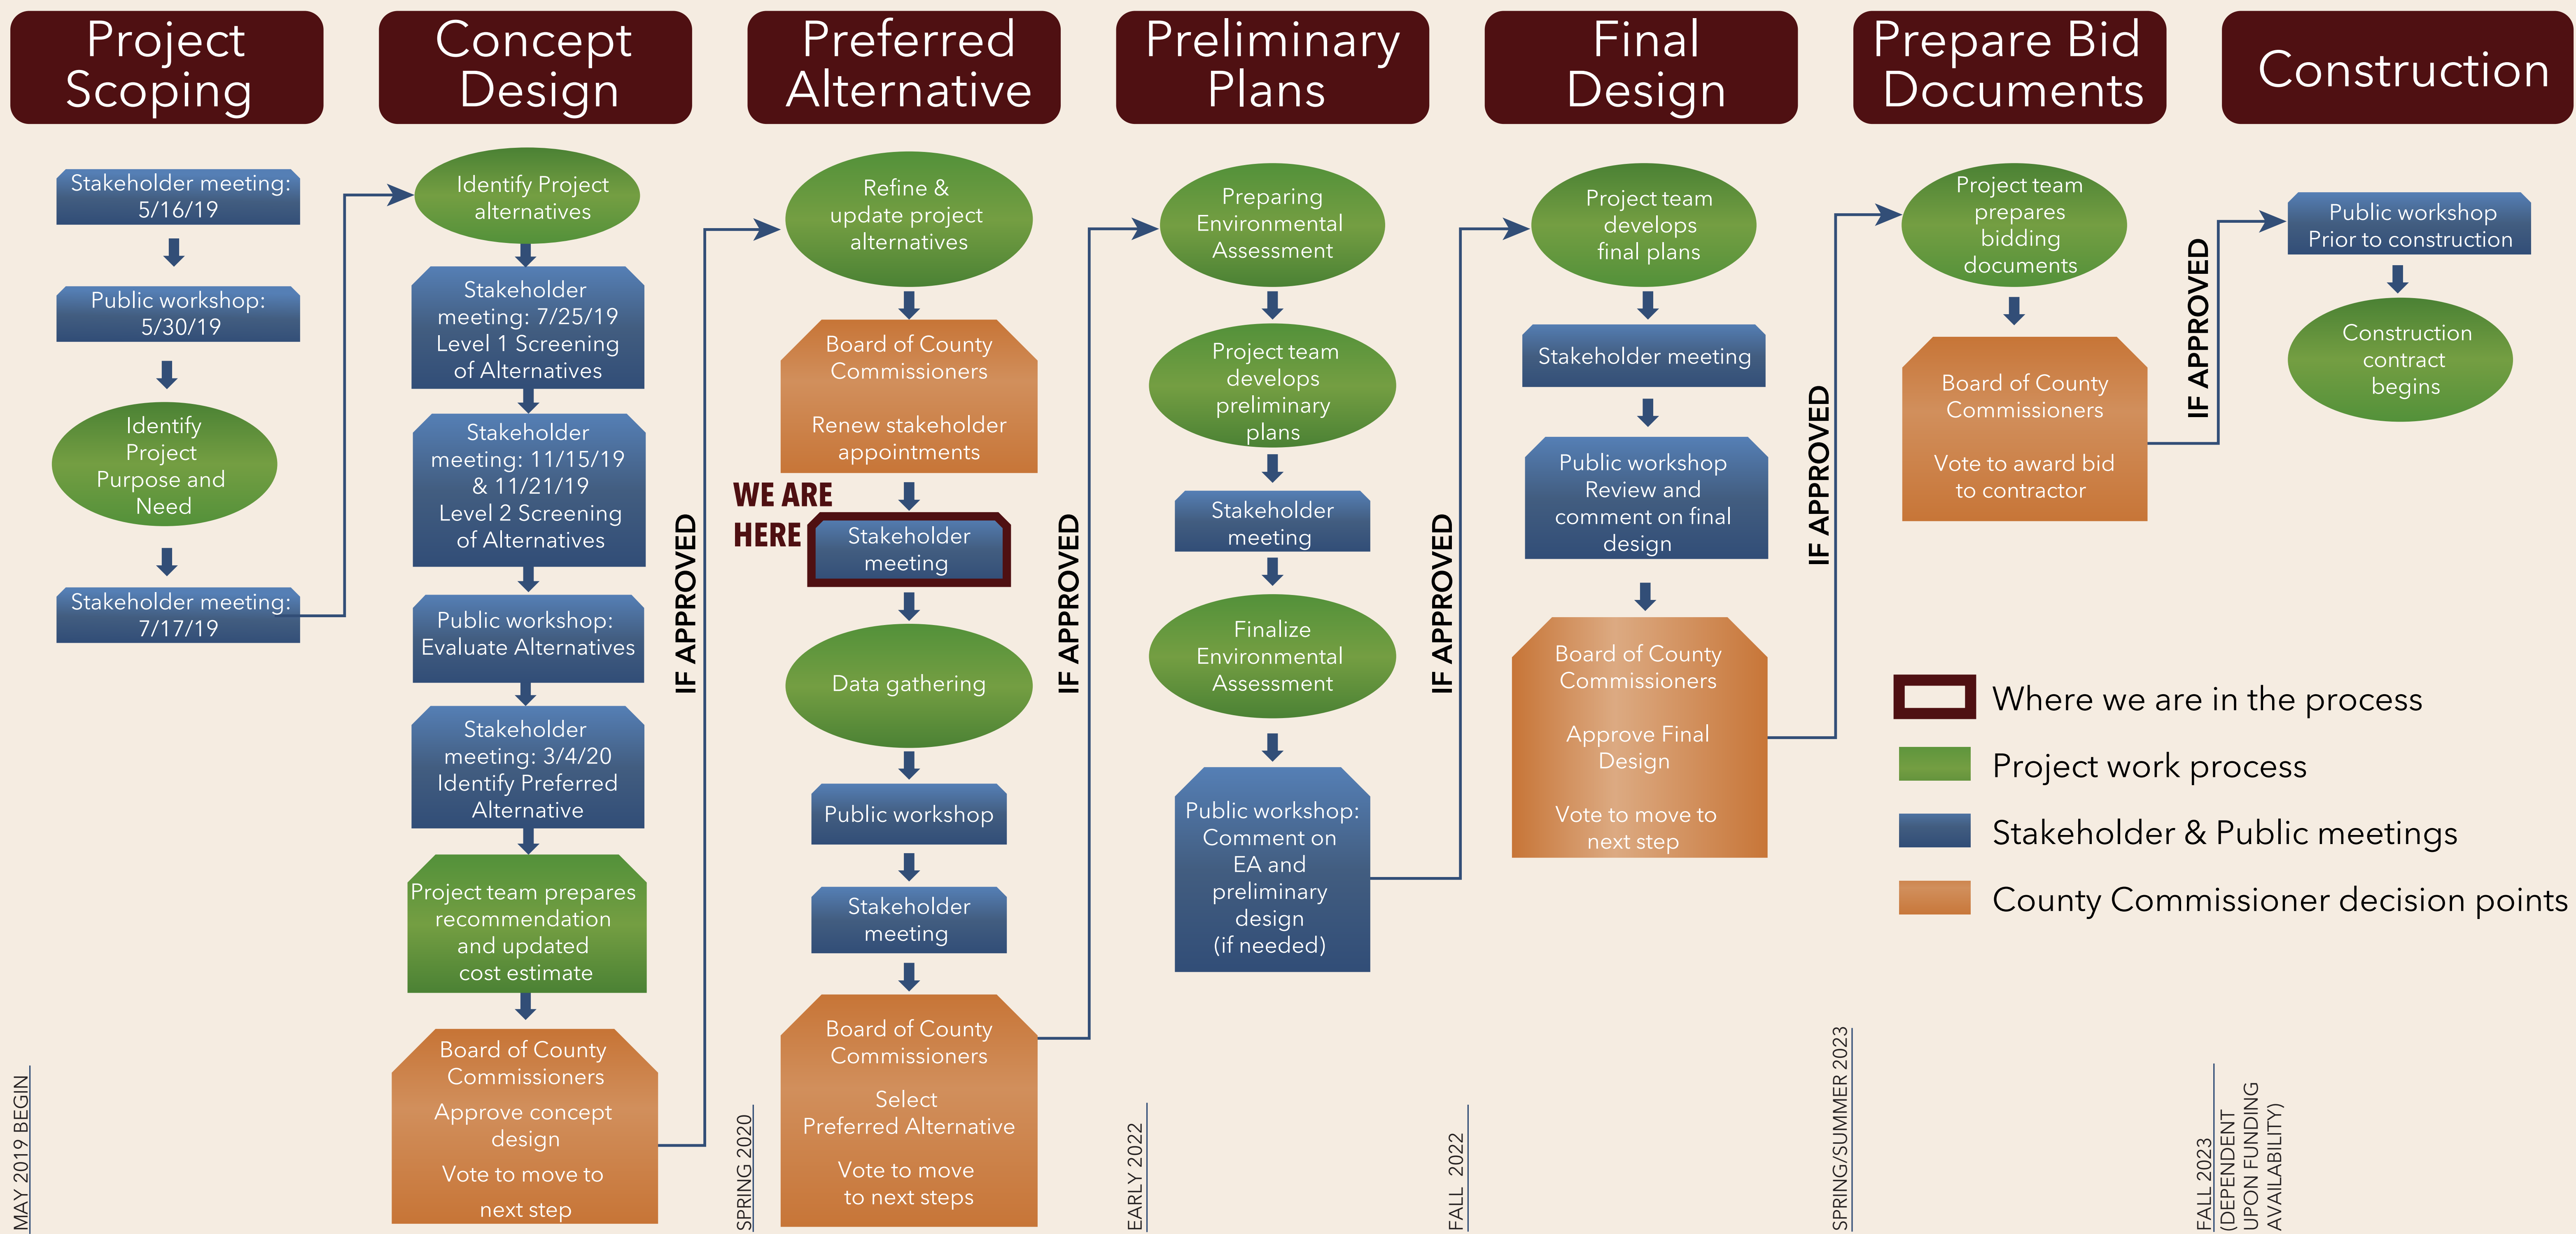 Project
Scoping
Concept
Design
Preferred
Alternative
Preliminary
Plans
Final
Design
Prepare Bid
Documents
Construction
Stakeholder meeting:
5/16/19
Public workshop:
5/30/19
Identify
Project
Purpose and
Need
Stakeholder meeting:
7/17/19
MAY 2019 BEGIN
Identify Project
alternatives
Stakeholder
meeting: 7/25/19
Level 1 Screening
of Alternatives
Stakeholder
meeting: 11/15/19
& 11/21/19
Level 2 Screening
of Alternatives
Public workshop:
Evaluate Alternatives
Stakeholder
meeting: 3/4/20
Identify Preferred
Alternative
Project team prepares
recommendation
and updated
cost estimate
Board of County
Commissioners
Approve concept
design
Vote to move to
next step
IF APPROVED
SPRING 2020
Refine &
update project
alternatives
Board of County
Commissioners
Renew stakeholder
appointments
WE ARE
HERE
Stakeholder
meeting
Data gathering
Public workshop
Stakeholder
meeting
Board of County
Commissioners
Select
Preferred Alternative
Vote to move
to next steps
IF APPROVED
EARLY 2022
Preparing
Environmental
Assessment
Project team
develops
preliminary
plans
Stakeholder
meeting
Finalize
Environmental
Assessment
Public workshop:
Comment on
EA and
preliminary
design
(if needed)
IF APPROVED
FALL 2022
Project team
develops
final plans
Stakeholder meeting
Public workshop
Review and
comment on final
design
Board of County
Commissioners
Approve Final
Design
Vote to move to
next step
IF APPROVED
SPRING/SUMMER 2023
Project team
prepares
bidding
documents
Board of County
Commissioners
Vote to award bid
to contractor
IF APPROVED
FALL 2023
(DEPENDENT
UPON FUNDING
AVAILABILITY)
Public workshop
Prior to construction
Construction
contract
begins
Where we are in the process
Project work process
Stakeholder & Public meetings
County Commissioner decision points